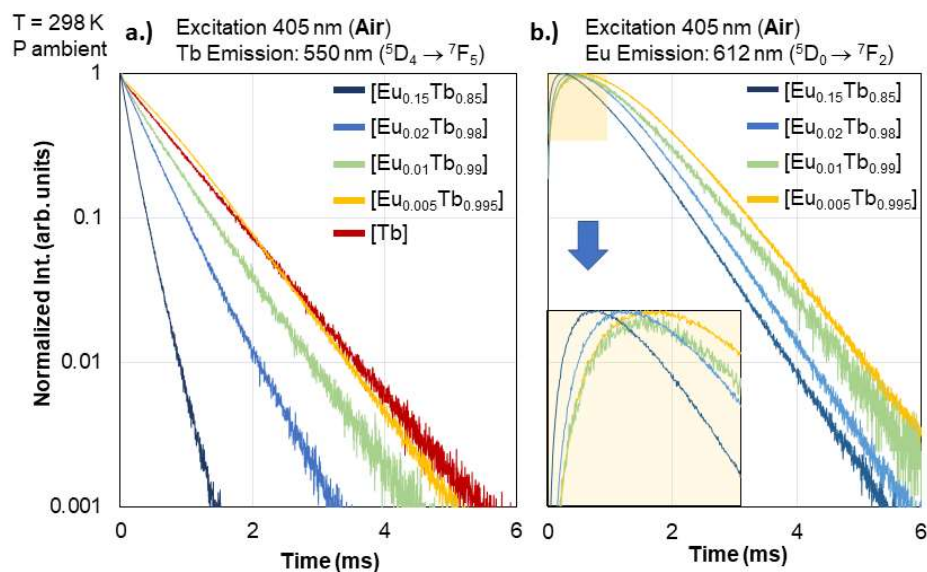 T = 298 K
P ambient
a.)
Excitation 405 nm (Air)
Tb Emission: 550 nm (⁵D₄ → ⁷F₅)
b.)
Excitation 405 nm (Air)
Eu Emission: 612 nm (⁵D₀ → ⁷F₂)
Normalized Int. (arb. units)
1
0.1
0.01
0.001
[Eu₀.₁₅Tb₀.₈₅]
[Eu₀.₀₂Tb₀.₉₈]
[Eu₀.₀₁Tb₀.₉₉]
[Eu₀.₀₀₅Tb₀.₉₉₅]
[Tb]
0 2 4 6
Time (ms)
[Eu₀.₁₅Tb₀.₈₅]
[Eu₀.₀₂Tb₀.₉₈]
[Eu₀.₀₁Tb₀.₉₉]
[Eu₀.₀₀₅Tb₀.₉₉₅]
0 2 4 6
Time (ms)